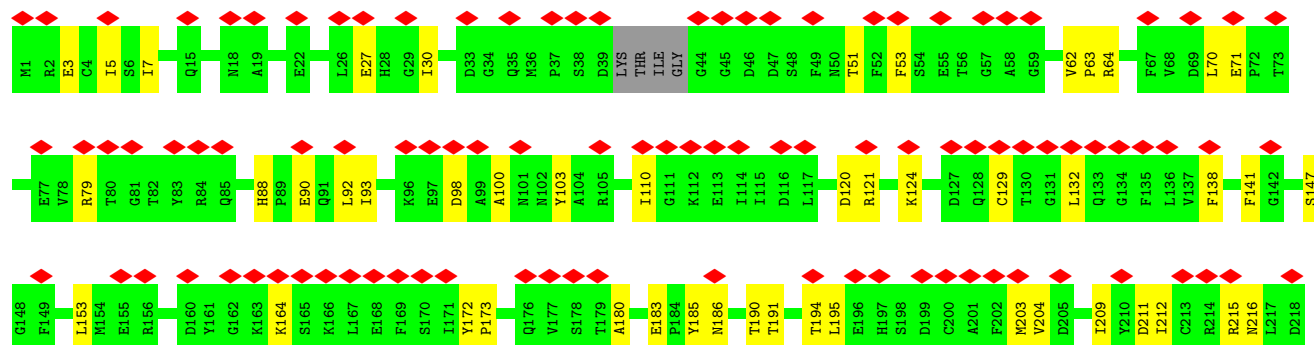 M1 R2 E3 C4 I5 S6 I7 Q15 N18 A19 E22 L26 E27 H28 G29 I30 D33 G34 Q35 M36 P37 S38 D39 LYS THR ILE GLY G44 G45 D46 D47 S48 F49 N50 T51 F52 F53 S54 E55 T56 G57 A58 G59 V62 P63 R64 F67 V68 D69 L70 E71 P72 T73
E77 V78 R79 T80 G81 T82 Y83 R84 Q85 H88 P89 E90 Q91 L92 I93 K96 E97 D98 A99 A100 N101 N102 Y103 A104 R105 I110 G111 K112 E113 I114 I115 D116 L117 D120 R121 K124 D127 Q128 C129 T130 G131 L132 Q133 G134 F135 L136 V137 F138 F141 G142 S147
G148 F149 L153 M154 E155 R156 D160 Y161 G162 K163 K164 S165 K166 L167 E168 F169 S170 I171 Y172 P173 Q176 V177 S178 T179 A180 E183 P184 Y185 N186 T190 T191 T194 L195 E196 H197 S198 D199 C200 A201 F202 M203 V204 D205 I209 Y210 D211 I212 C213 R214 R215 N216 L217 D218